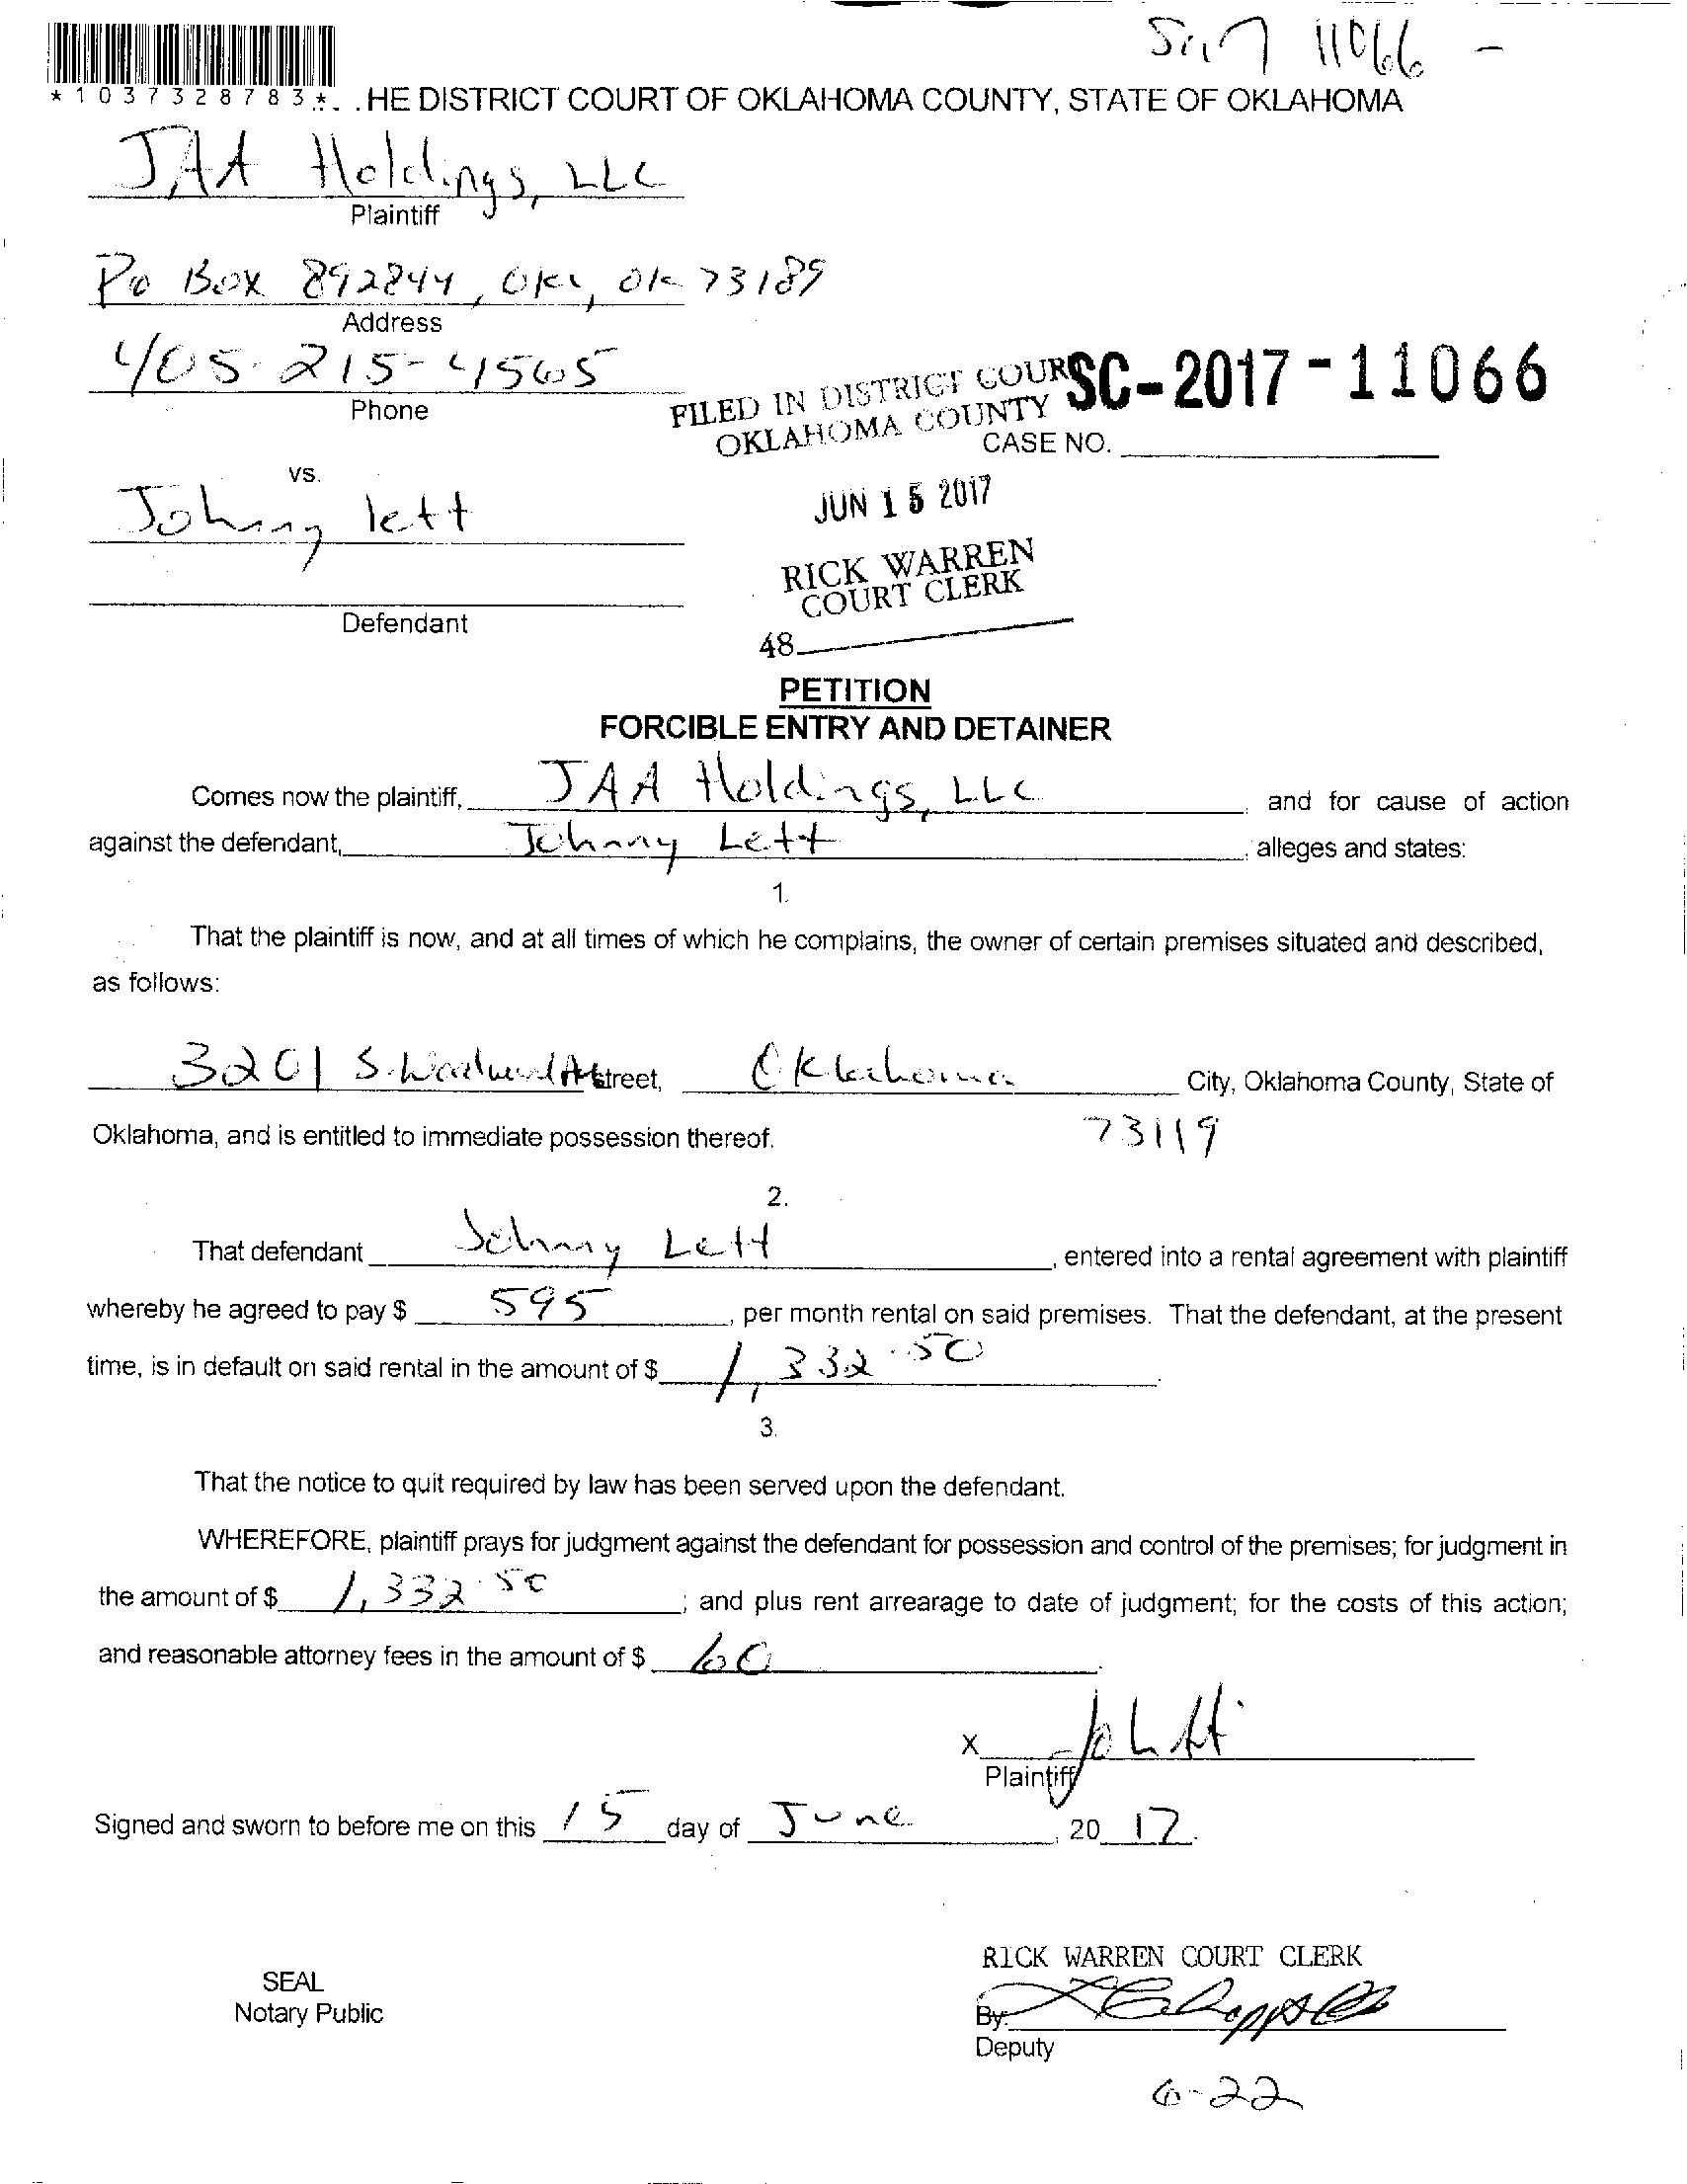 SC17 11066 -
*1037328783*. .HE DISTRICT COURT OF OKLAHOMA COUNTY, STATE OF OKLAHOMA
JAA Holdings, LLC
Plaintiff
Po Box 892844, OKC, OK 73189
Address
405-215-4565
Phone
FILED IN DISTRICT COURT
OKLAHOMA COUNTY
SC-2017-11066
CASE NO.
vs.
Johnny lett
JUN 15 2017
RICK WARREN
COURT CLERK
Defendant
48
PETITION
FORCIBLE ENTRY AND DETAINER
Comes now the plaintiff, JAA Holdings, LLC, and for cause of action
against the defendant, Johnny Lett, alleges and states:
1.
That the plaintiff is now, and at all times of which he complains, the owner of certain premises situated and described,
as follows:
3201 S. Woodward Ave Street, Oklahoma City, Oklahoma County, State of
Oklahoma, and is entitled to immediate possession thereof. 73119
2.
That defendant Johnny Lett, entered into a rental agreement with plaintiff
whereby he agreed to pay $ 595, per month rental on said premises. That the defendant, at the present
time, is in default on said rental in the amount of $ 1,332.50.
3.
That the notice to quit required by law has been served upon the defendant.
WHEREFORE, plaintiff prays for judgment against the defendant for possession and control of the premises; for judgment in
the amount of $ 1,332.50; and plus rent arrearage to date of judgment; for the costs of this action;
and reasonable attorney fees in the amount of $ 60.
X
Plaintiff
Signed and sworn to before me on this 15 day of June, 2017.
RICK WARREN COURT CLERK
SEAL
Notary Public
By:
Deputy
6-22